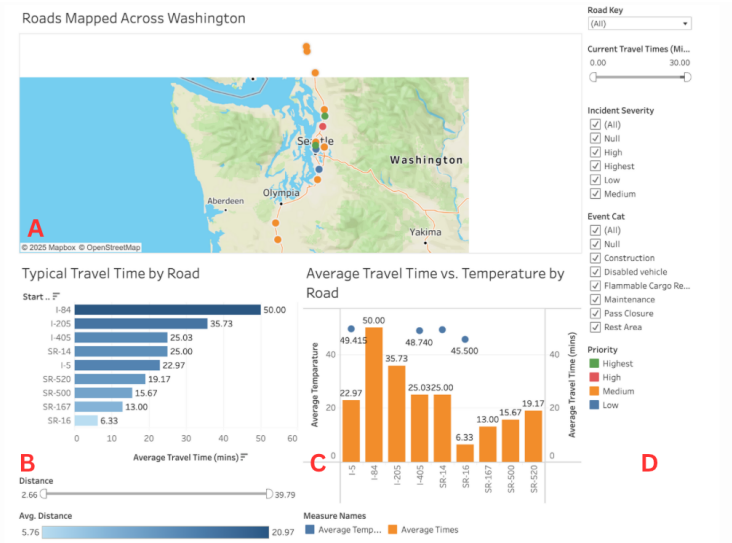 Roads Mapped Across Washington
Seattle
Washington
Olympia
Aberdeen
Yakima
A
© 2025 Mapbox © OpenStreetMap
Typical Travel Time by Road
Start ..
I-84 50.00
I-205 35.73
I-405 25.03
SR-14 25.00
I-5 22.97
SR-520 19.17
SR-500 15.67
SR-167 13.00
SR-16 6.33
0 10 20 30 40 50 60
Average Travel Time (mins)
B
Distance
2.66 39.79
Avg. Distance
5.76 20.97
Average Travel Time vs. Temperature by
Road
Average Temparature
40
20
0
49.415
50.00
48.740
45.500
22.97
35.73
25.03
25.00
6.33
13.00
15.67
19.17
I-5
I-84
I-205
I-405
SR-14
SR-16
SR-167
SR-500
SR-520
40
20
0
Average Travel Time (mins)
C
Measure Names
Average Temp... Average Times
Road Key
(All)
Current Travel Times (Mi...
0.00 30.00
Incident Severity
(All)
Null
High
Highest
Low
Medium
Event Cat
(All)
Null
Construction
Disabled vehicle
Flammable Cargo Re...
Maintenance
Pass Closure
Rest Area
Priority
Highest
High
Medium
Low
D